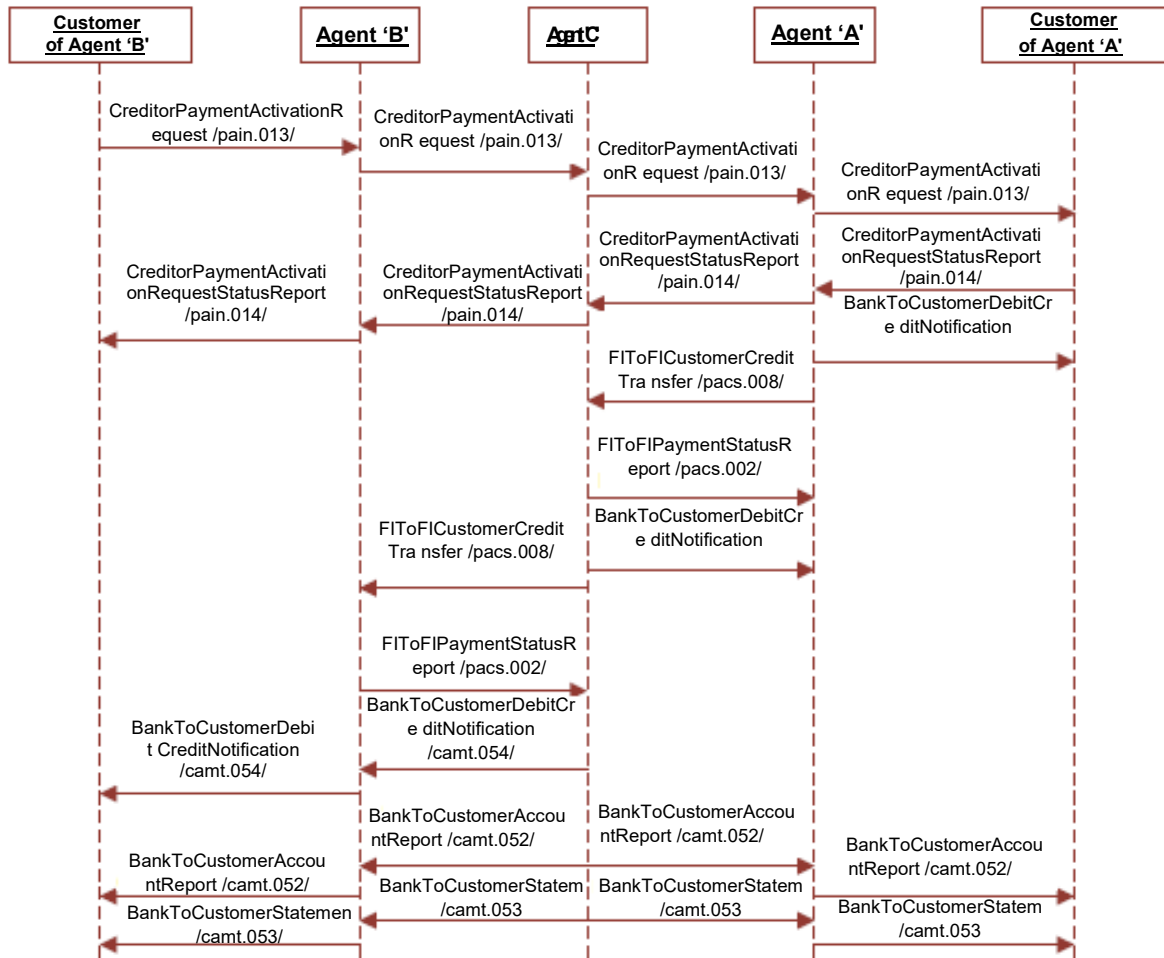 Customer
of Agent ‘B'
Agent ‘B'
Agent ‘A'
Customer
of Agent ‘A'
CreditorPaymentActivationR
equest /pain.013/
CreditorPaymentActivati
onR equest /pain.013/
CreditorPaymentActivati
onR equest /pain.013/
CreditorPaymentActivati
onR equest /pain.013/
CreditorPaymentActivati
onRequestStatusReport
/pain.014/
CreditorPaymentActivati
onRequestStatusReport
/pain.014/
CreditorPaymentActivati
onRequestStatusReport
/pain.014/
CreditorPaymentActivati
onRequestStatusReport
/pain.014/
BankToCustomerDebitCr
e ditNotification
FIToFICustomerCredit
Tra nsfer /pacs.008/
FIToFIPaymentStatusR
eport /pacs.002/
BankToCustomerDebitCr
e ditNotification
FIToFICustomerCredit
Tra nsfer /pacs.008/
FIToFIPaymentStatusR
eport /pacs.002/
BankToCustomerDebitCr
e ditNotification
/camt.054/
BankToCustomerDebi
t CreditNotification
/camt.054/
BankToCustomerAccou
ntReport /camt.052/
BankToCustomerAccou
ntReport /camt.052/
BankToCustomerAccou
ntReport /camt.052/
BankToCustomerAccou
ntReport /camt.052/
BankToCustomerStatem
/camt.053
BankToCustomerStatem
/camt.053
BankToCustomerStatem
/camt.053
BankToCustomerStatemen
/camt.053/